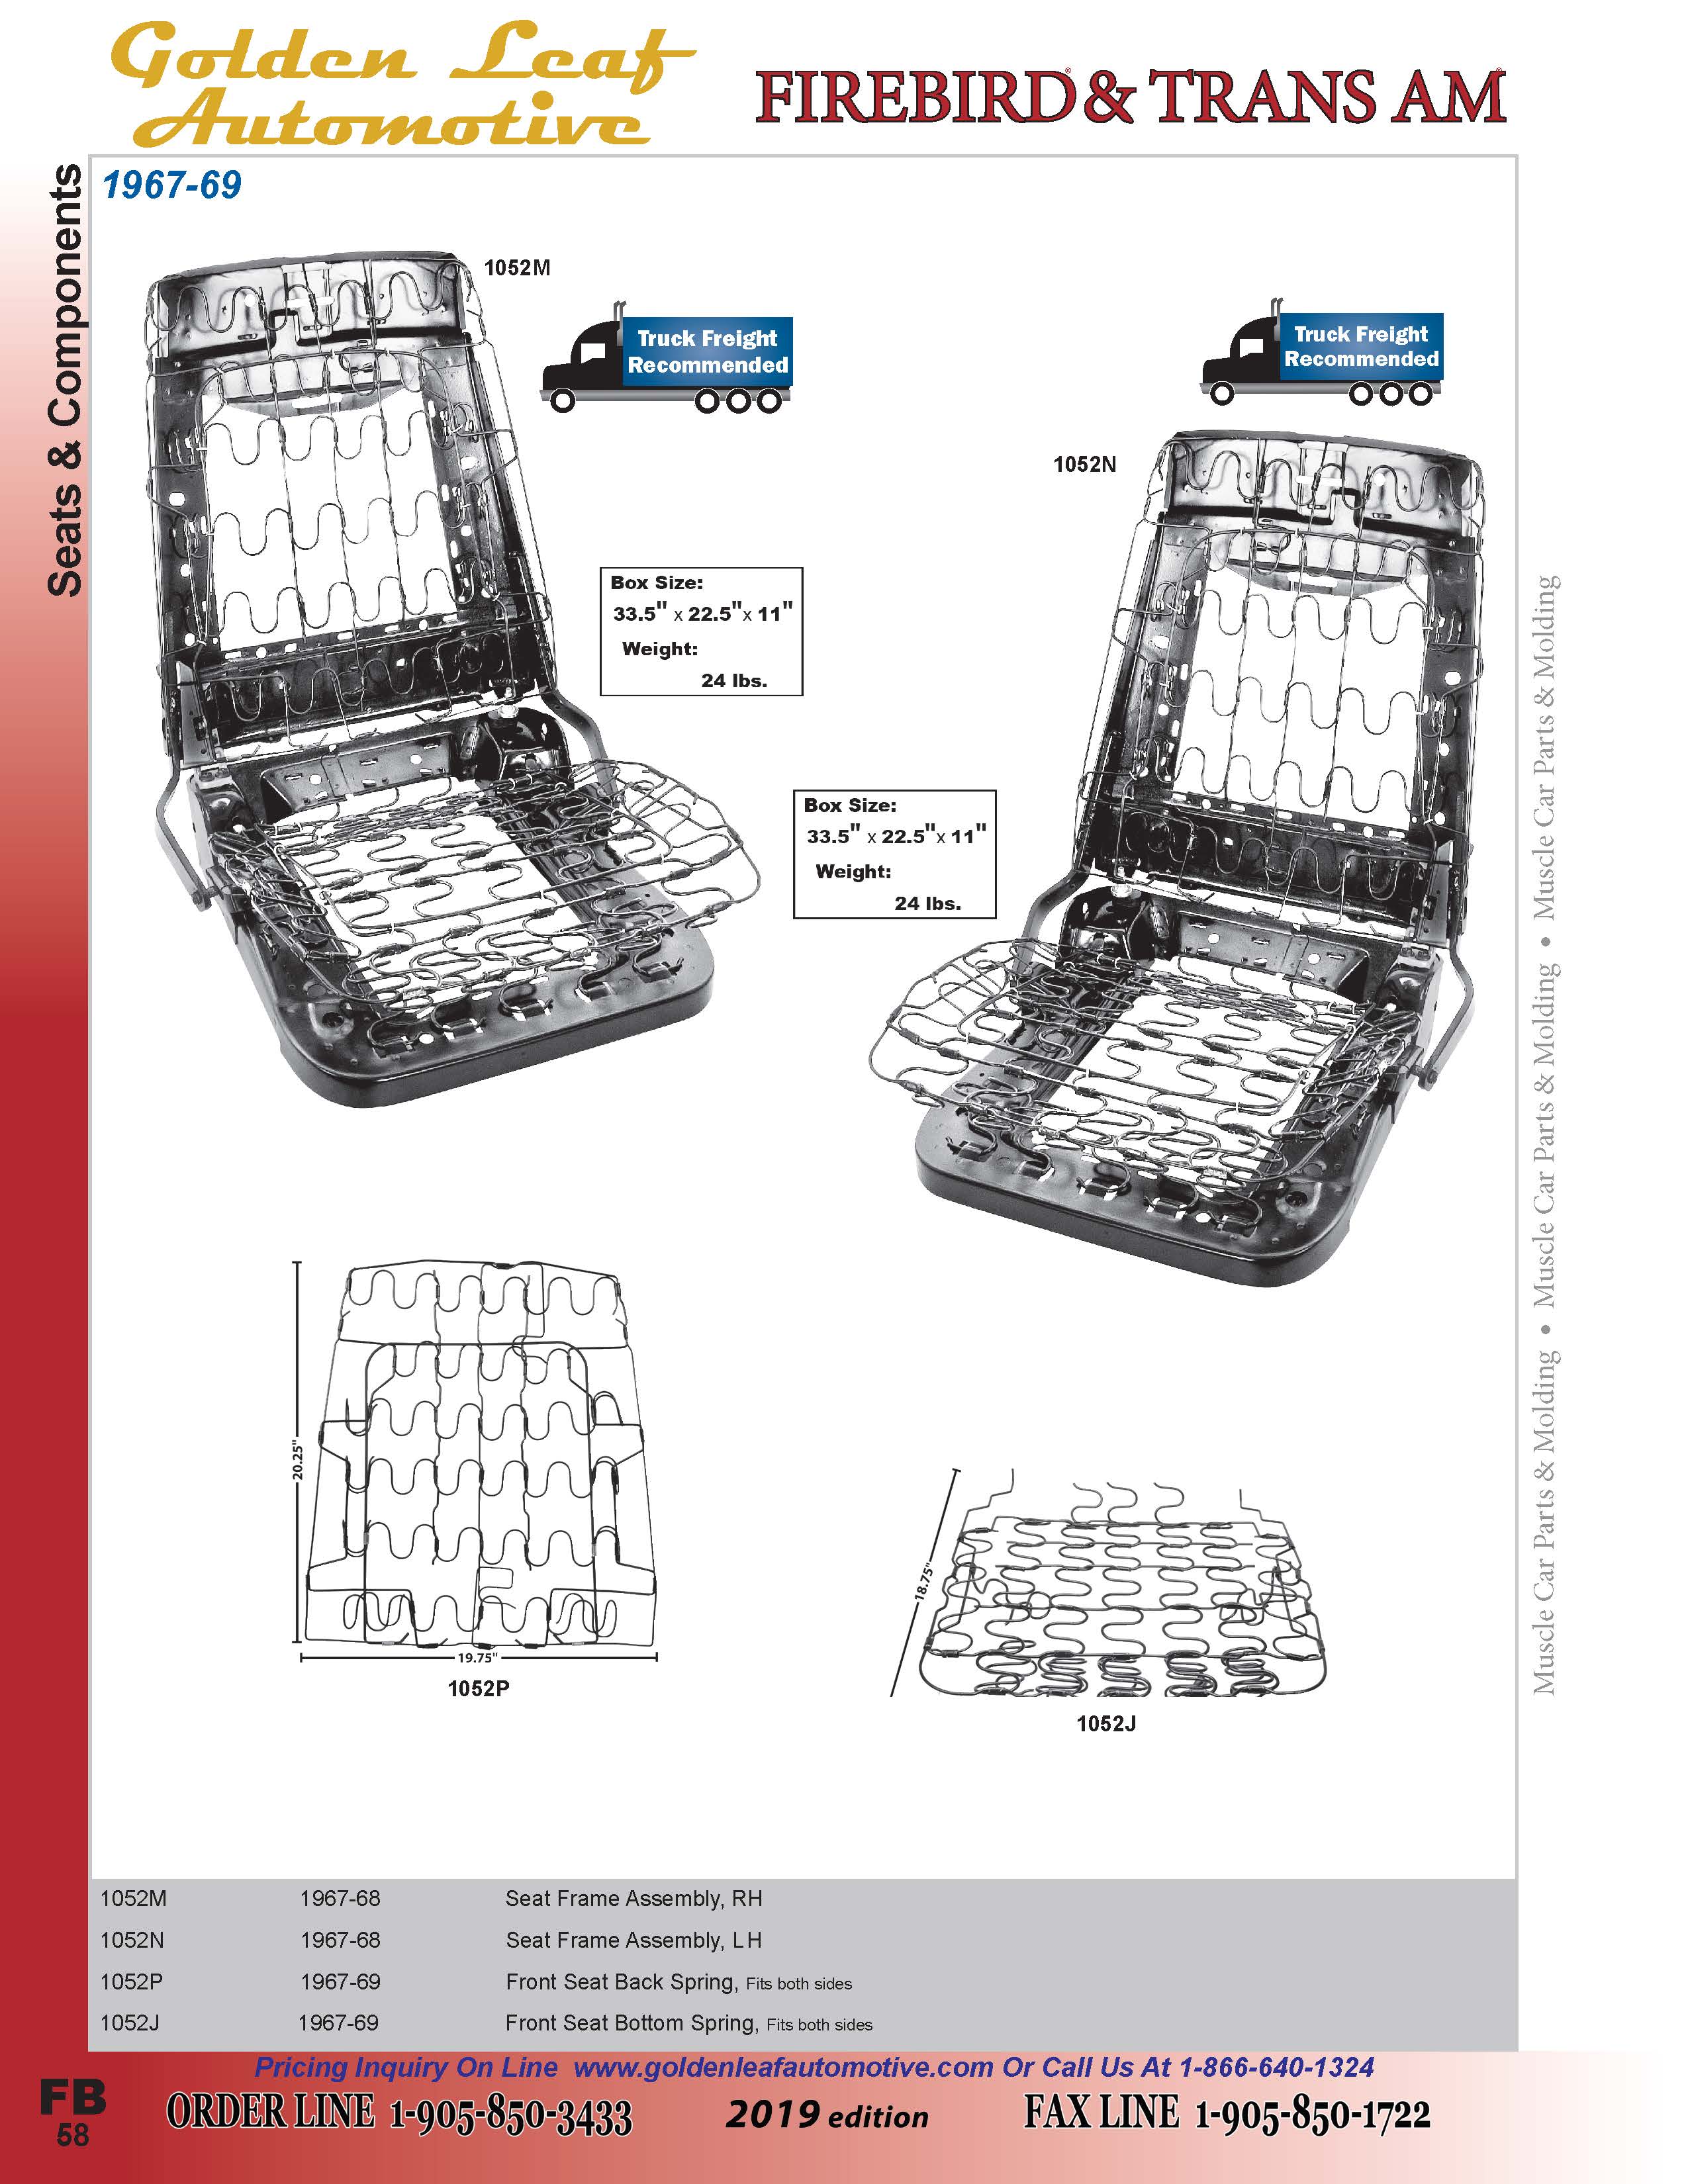 Golden Leaf
Automotive
FIREBIRD® & TRANS AM®
Seats & Components
1967-69
1052M
Truck Freight
Recommended
Truck Freight
Recommended
1052N
Box Size:
33.5" x 22.5" x 11"
Weight:
24 lbs.
Box Size:
33.5" x 22.5" x 11"
Weight:
24 lbs.
Muscle Car Parts & Molding • Muscle Car Parts & Molding • Muscle Car Parts & Molding
20.25"
19.75"
1052P
18.75"
1052J
1052M 1967-68 Seat Frame Assembly, RH
1052N 1967-68 Seat Frame Assembly, LH
1052P 1967-69 Front Seat Back Spring, Fits both sides
1052J 1967-69 Front Seat Bottom Spring, Fits both sides
Pricing Inquiry On Line www.goldenleafautomotive.com Or Call Us At 1-866-640-1324
FB
58
ORDER LINE 1-905-850-3433
2019 edition
FAX LINE 1-905-850-1722